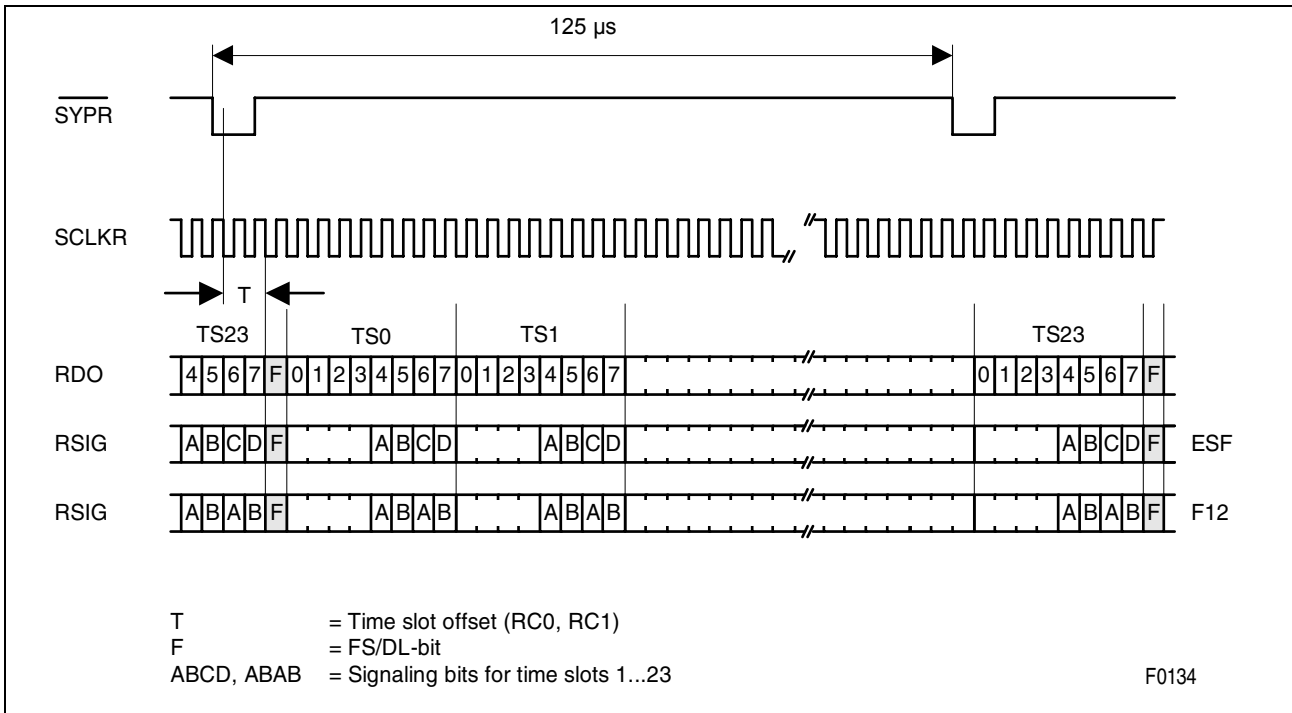 125 µs
SYPR
SCLKR
T
TS23 TS0 TS1 TS23
RDO 4 5 6 7 F 0 1 2 3 4 5 6 7 0 1 2 3 4 5 6 7 0 1 2 3 4 5 6 7 F
RSIG A B C D F A B C D A B C D A B C D F ESF
RSIG A B A B F A B A B A B A B A B A B F F12
T = Time slot offset (RC0, RC1)
F = FS/DL-bit
ABCD, ABAB = Signaling bits for time slots 1...23
F0134